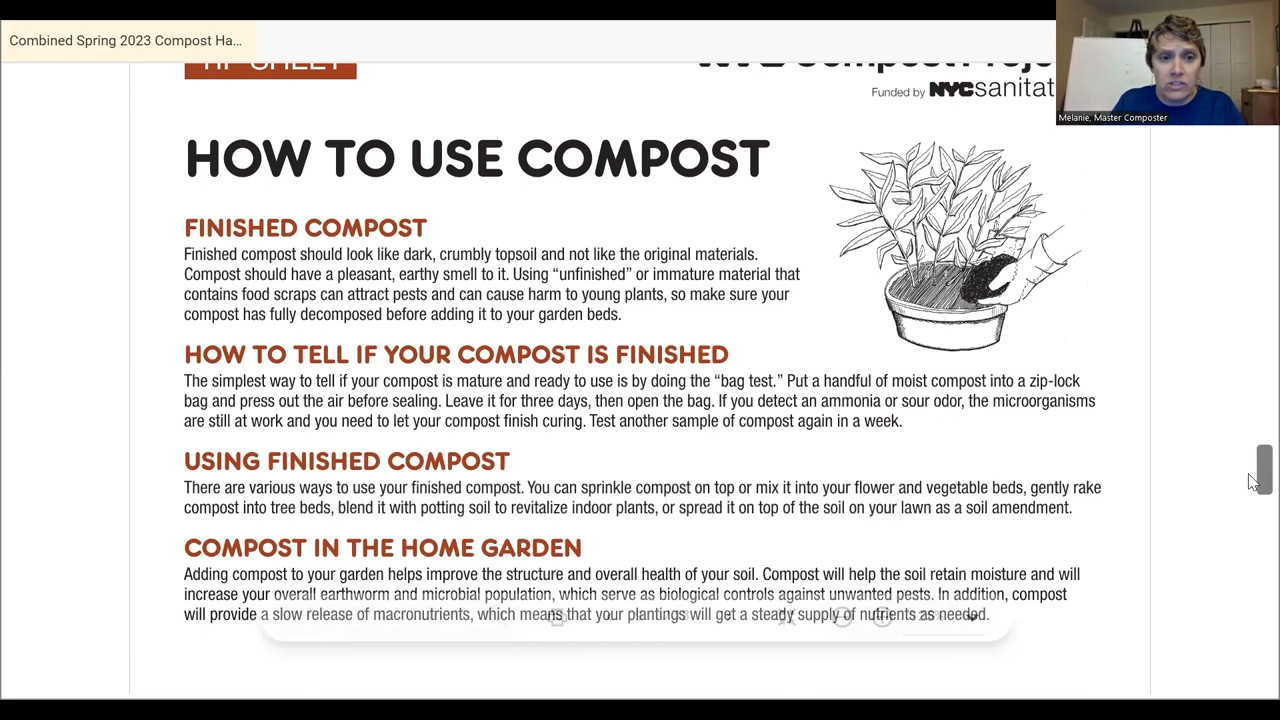 Combined Spring 2023 Compost Ha...
TIP SHEET
Compost Proje
Funded by NYCsanitat
Melanie, Master Composter
HOW TO USE COMPOST
FINISHED COMPOST
Finished compost should look like dark, crumbly topsoil and not like the original materials.
Compost should have a pleasant, earthy smell to it. Using “unfinished” or immature material that
contains food scraps can attract pests and can cause harm to young plants, so make sure your
compost has fully decomposed before adding it to your garden beds.
HOW TO TELL IF YOUR COMPOST IS FINISHED
The simplest way to tell if your compost is mature and ready to use is by doing the “bag test.” Put a handful of moist compost into a zip-lock
bag and press out the air before sealing. Leave it for three days, then open the bag. If you detect an ammonia or sour odor, the microorganisms
are still at work and you need to let your compost finish curing. Test another sample of compost again in a week.
USING FINISHED COMPOST
There are various ways to use your finished compost. You can sprinkle compost on top or mix it into your flower and vegetable beds, gently rake
compost into tree beds, blend it with potting soil to revitalize indoor plants, or spread it on top of the soil on your lawn as a soil amendment.
COMPOST IN THE HOME GARDEN
Adding compost to your garden helps improve the structure and overall health of your soil. Compost will help the soil retain moisture and will
increase your overall earthworm and microbial population, which serve as biological controls against unwanted pests. In addition, compost
will provide a slow release of macronutrients, which means that your plantings will get a steady supply of nutrients as needed.